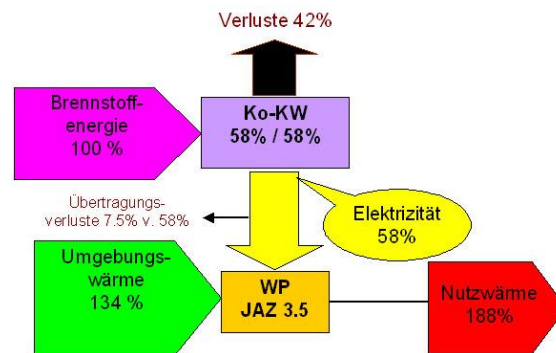 Verluste 42%
Brennstoff-
energie
100 %
Ko-KW
58% / 58%
Übertragungs-
verluste 7.5% v. 58%
Elektrizität
58%
Umgebungs-
wärme
134 %
WP
JAZ 3.5
Nutzwärme
188%